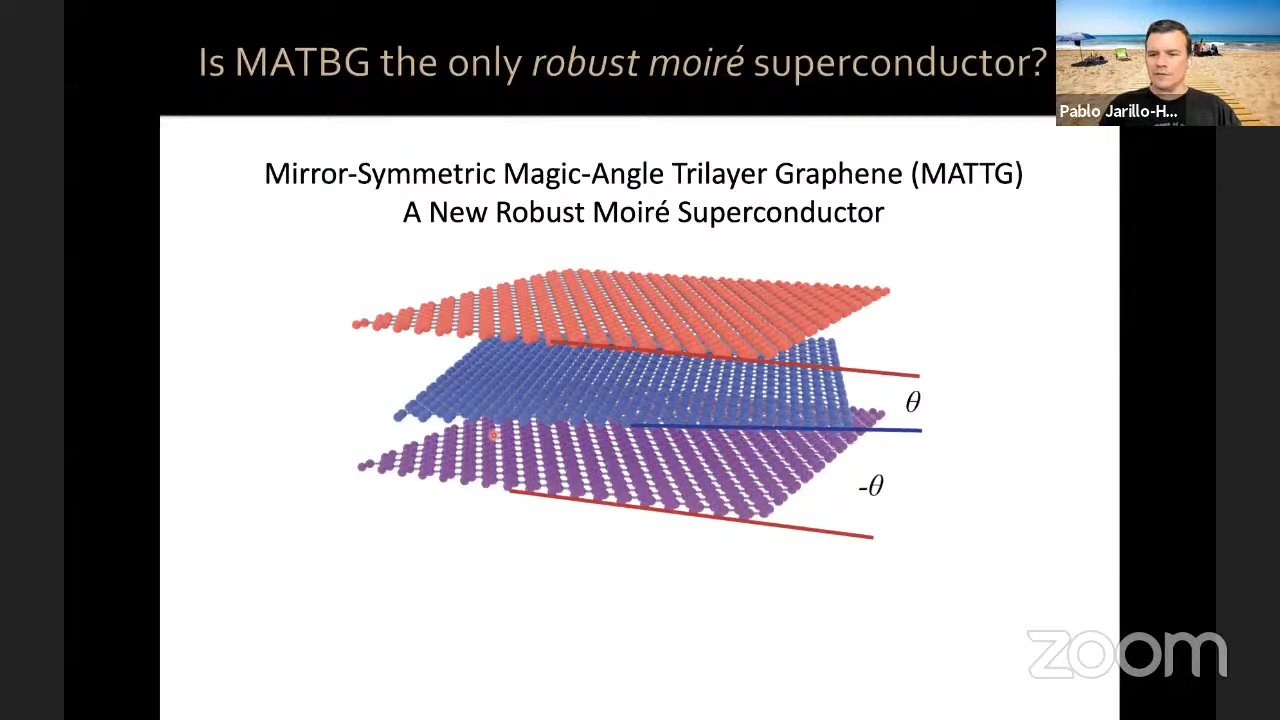 Is MATBG the only robust moiré superconductor?
Pablo Jarillo-H...
Mirror-Symmetric Magic-Angle Trilayer Graphene (MATTG)
A New Robust Moiré Superconductor
θ
-θ
zoom